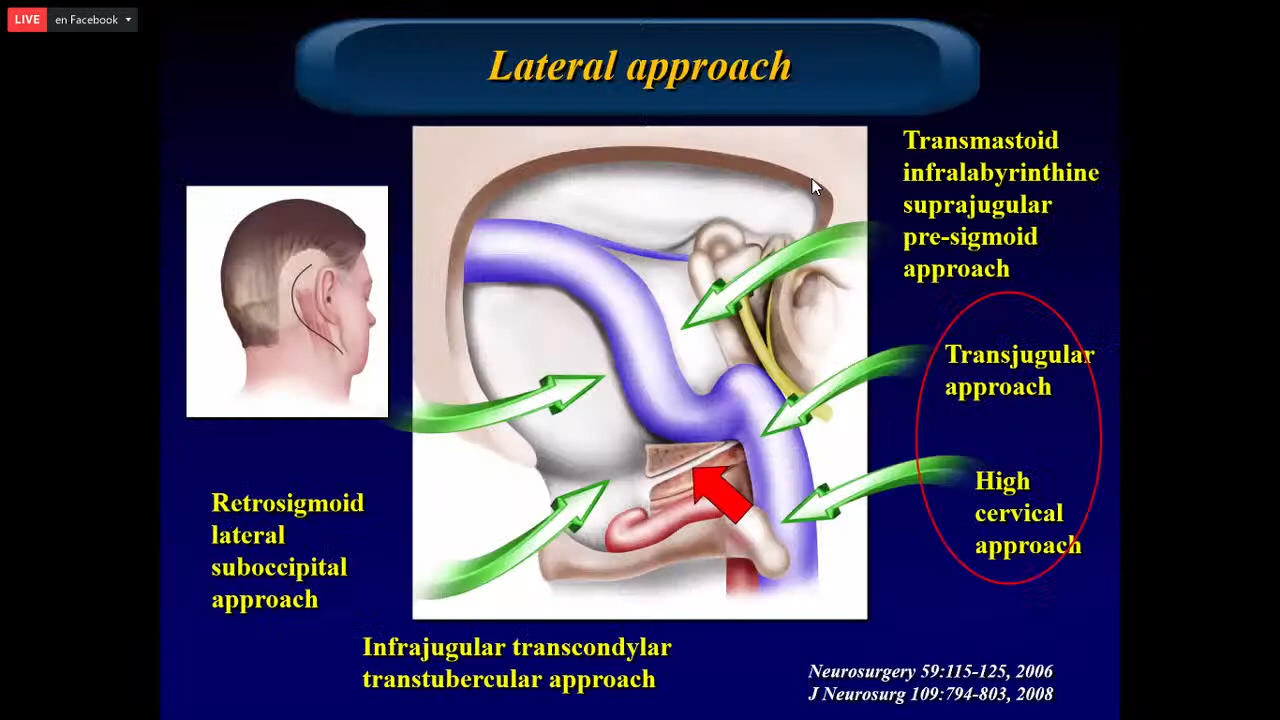 LIVE en Facebook
Lateral approach
Transmastoid
infralabyrinthine
suprajugular
pre-sigmoid
approach
Transjugular
approach
High
cervical
approach
Retrosigmoid
lateral
suboccipital
approach
Infrajugular transcondylar
transtubercular approach
Neurosurgery 59:115-125, 2006
J Neurosurg 109:794-803, 2008